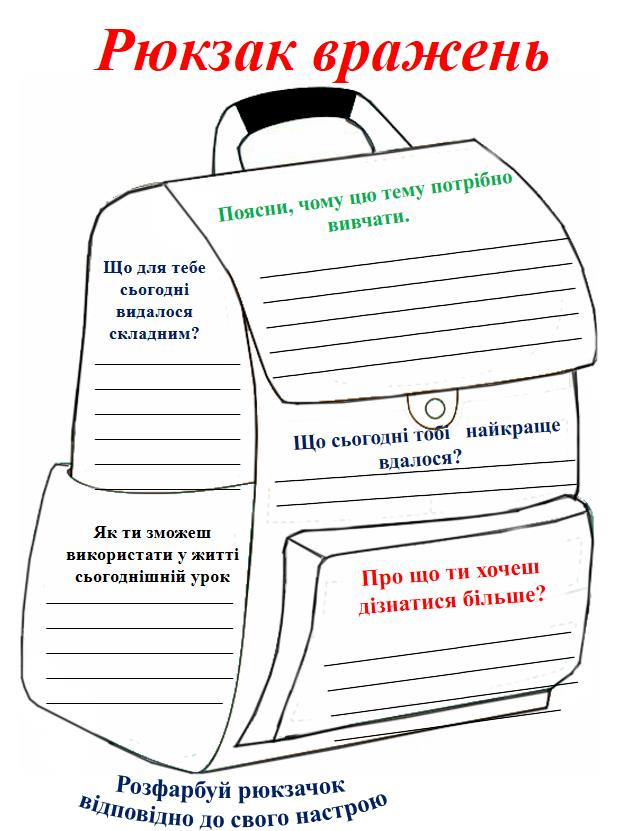 Рюкзак вражень
Поясни, чому цю тему потрібно
вивчати.
Що для тебе
сьогодні
видалося
складним?
Що сьогодні тобі найкраще
вдалося?
Як ти зможеш
використати у житті
сьогоднішній урок
Про що ти хочеш
дізнатися більше?
Розфарбуй рюкзачок
відповідно до свого настрою